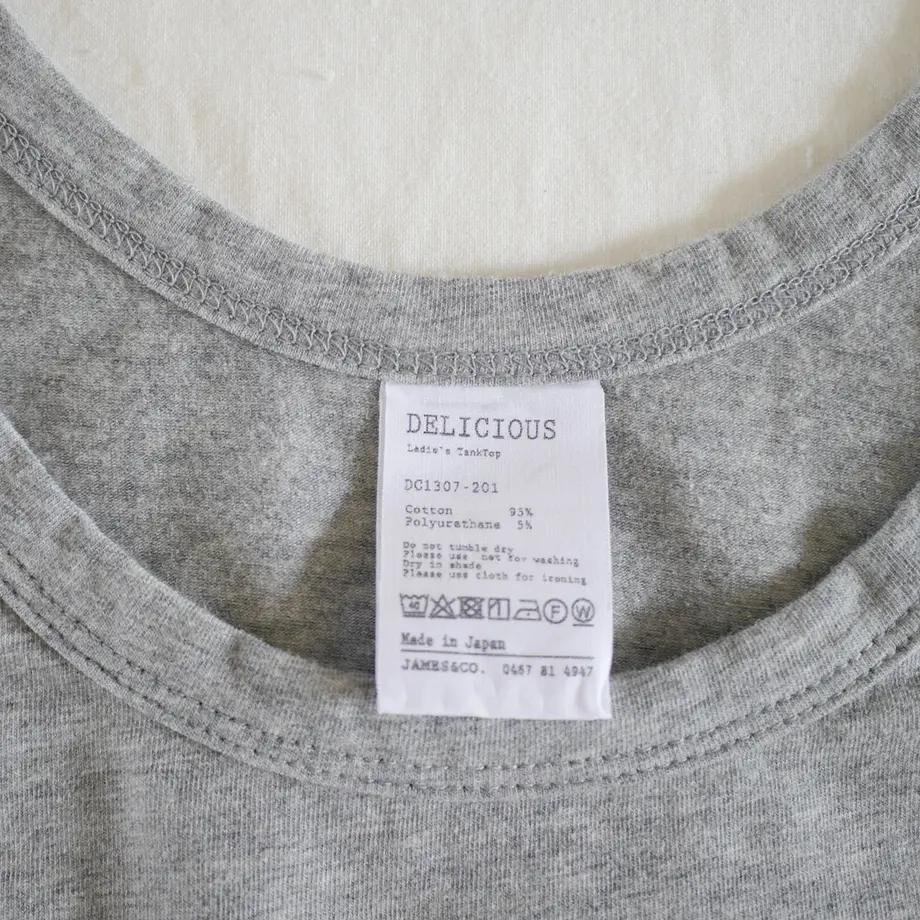 DELICIOUS
Ladie's TankTop
DC1307-201
Cotton 95%
Polyurethane 5%
Do not tumble dry
Please use net for washing
Dry in shade
Please use cloth for ironing
40 F W
Made in Japan
JAMES&CO. 0467 81 4947